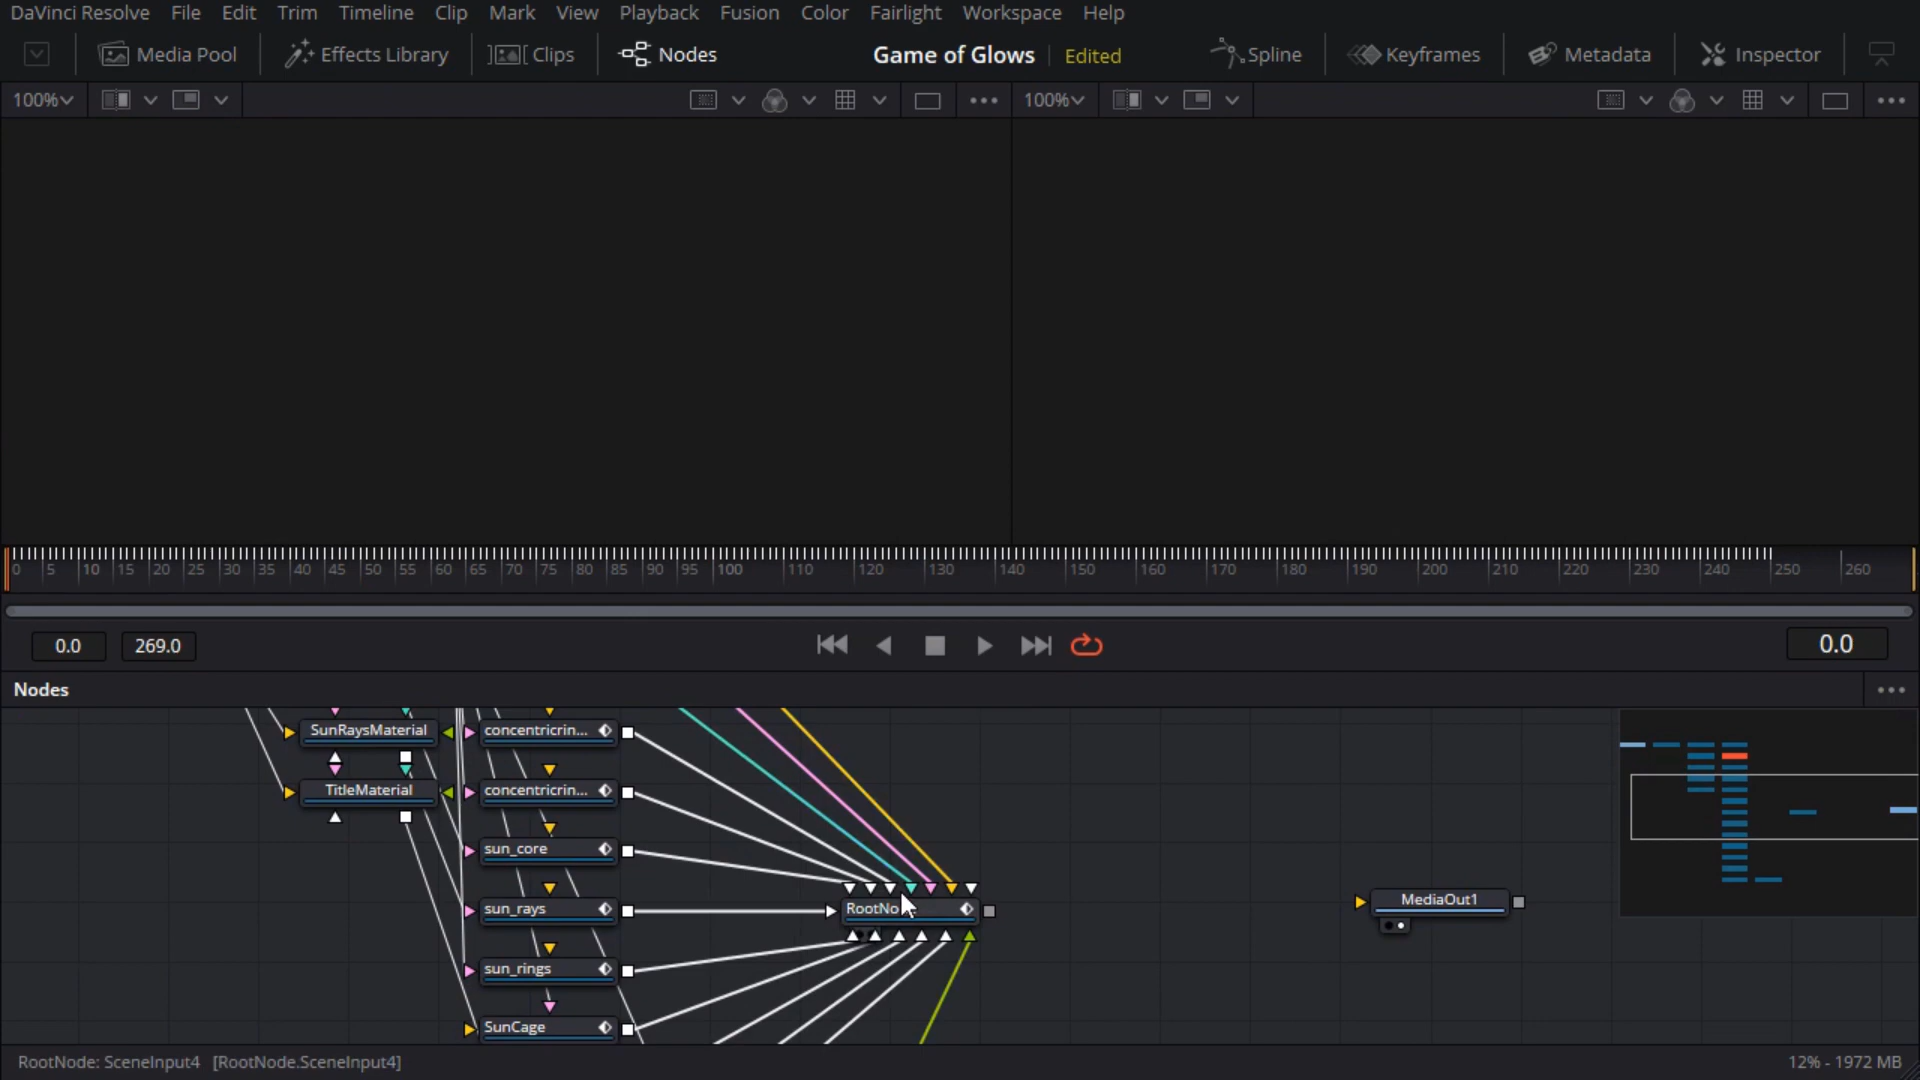 DaVinci Resolve File Edit Trim Timeline Clip Mark View Playback Fusion Color Fairlight Workspace Help
Media Pool Effects Library Clips Nodes Game of Glows Edited Spline Keyframes Metadata Inspector
100% 100%
0 5 10 15 20 25 30 35 40 45 50 55 60 65 70 75 80 85 90 95 100 110 120 130 140 150 160 170 180 190 200 210 220 230 240 250 260
0.0 269.0 0.0
Nodes
SunRaysMaterial concentricrin...
TitleMaterial concentricrin...
sun_core
sun_rays RootNo MediaOut1
sun_rings
SunCage
RootNode: SceneInput4 [RootNode.SceneInput4] 12% - 1972 MB